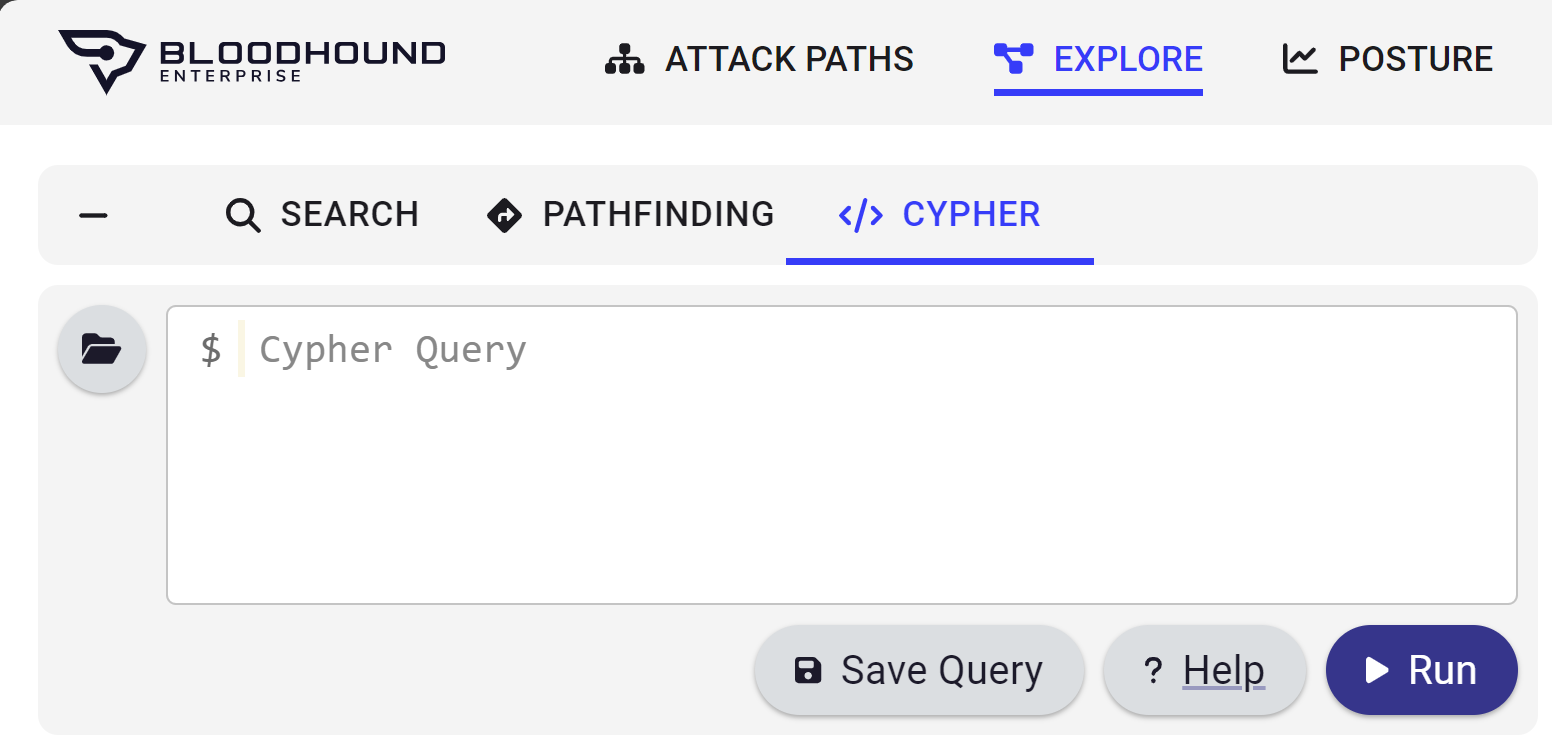 BLOODHOUND
ENTERPRISE
ATTACK PATHS
EXPLORE
POSTURE
SEARCH
PATHFINDING
</> CYPHER
$ Cypher Query
Save Query
? Help
Run